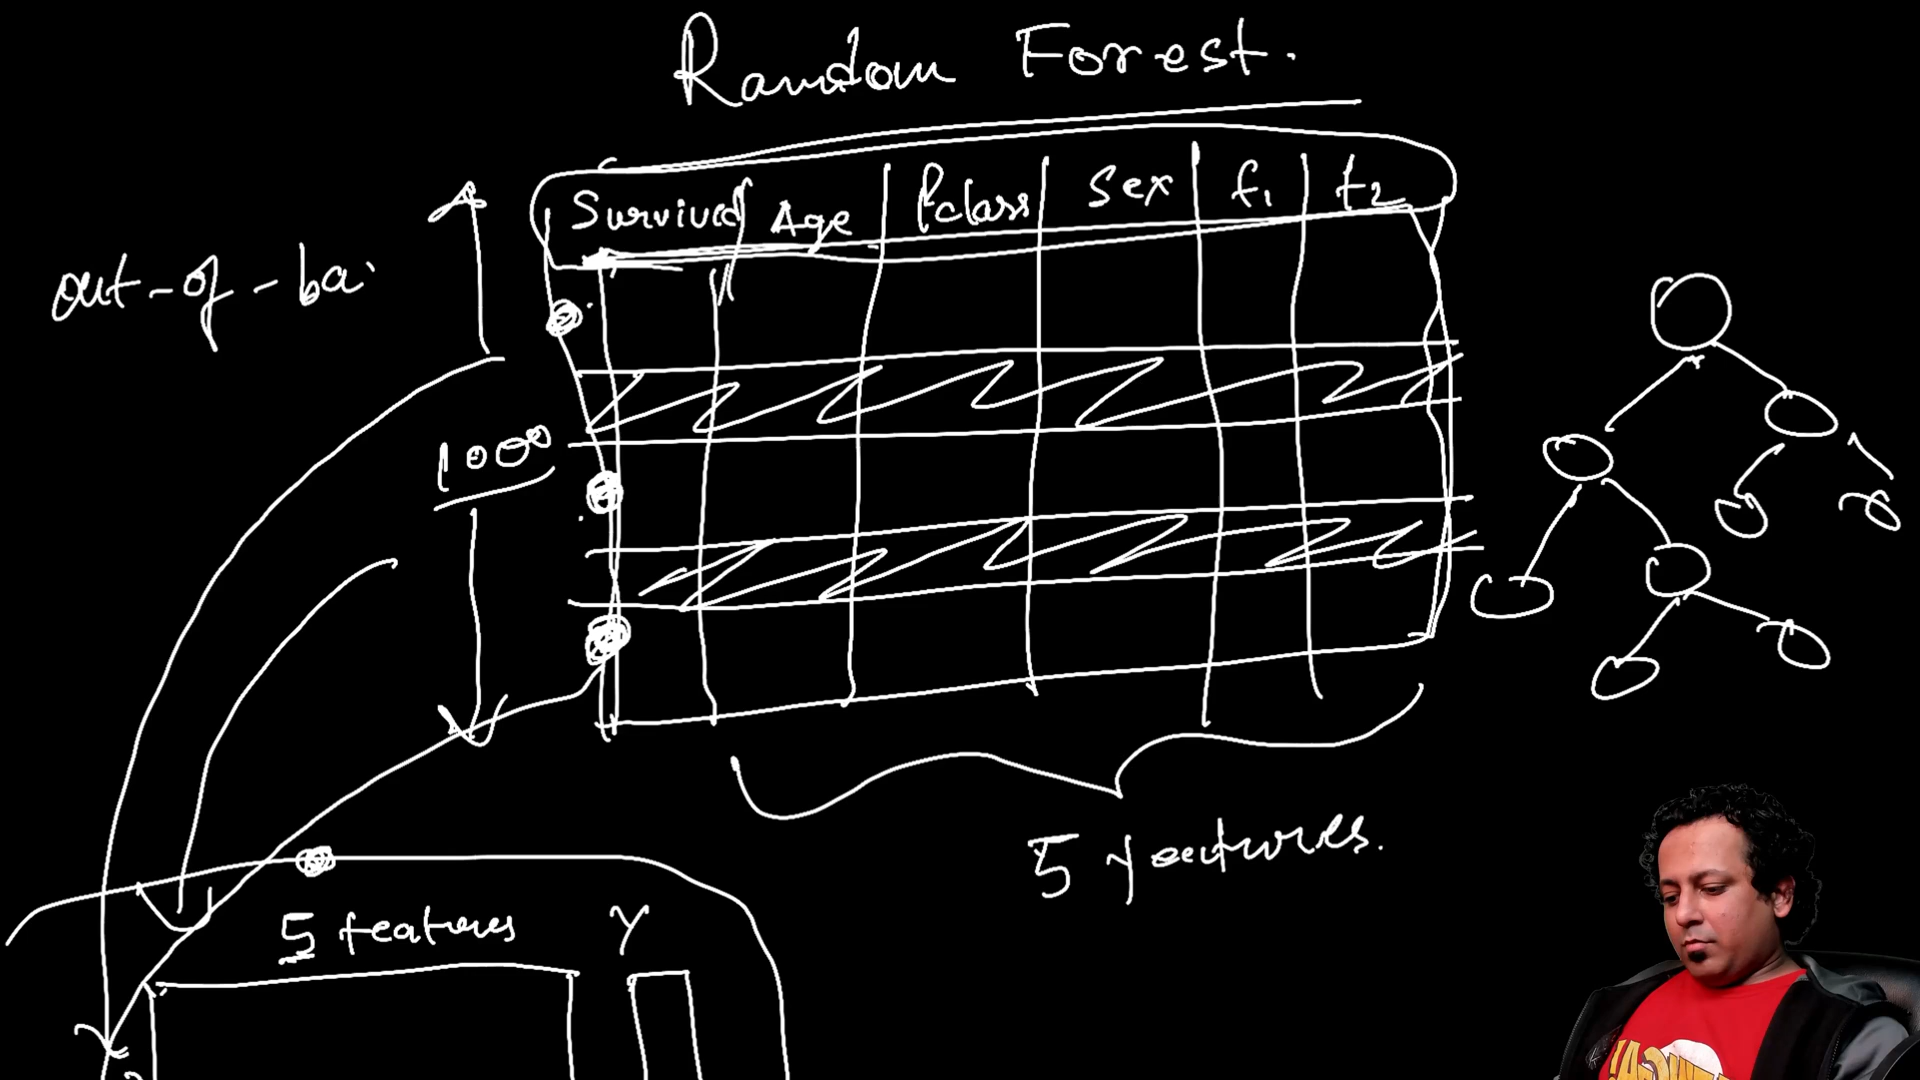 Random Forest.
Survived Age Pclass Sex f1 f2
out-of-ba
1000
5 features.
5 features Y